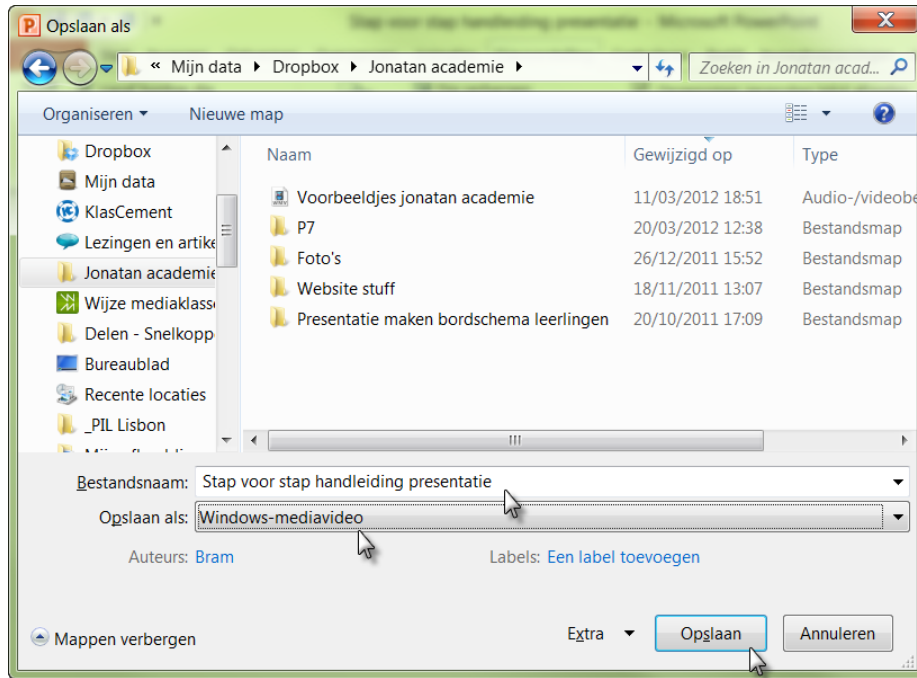 Opslaan als
Stap voor stap handleiding presentatie - Microsoft PowerPoint
« Mijn data Dropbox Jonatan academie
Zoeken in Jonatan acad...
Organiseren Nieuwe map
Naam Gewijzigd op Type
Dropbox
Mijn data
KlasCement
Lezingen en artike
Jonatan academie
Wijze mediaklass
Delen - Snelkopp
Bureaublad
Recente locaties
_PIL Lisbon
Voorbeeldjes jonatan academie 11/03/2012 18:51 Audio-/videobe
P7 20/03/2012 12:38 Bestandsmap
Foto's 26/12/2011 15:52 Bestandsmap
Website stuff 18/11/2011 13:07 Bestandsmap
Presentatie maken bordschema leerlingen 20/10/2011 17:09 Bestandsmap
Bestandsnaam: Stap voor stap handleiding presentatie
Opslaan als: Windows-mediavideo
Auteurs: Bram Labels: Een label toevoegen
Mappen verbergen Extra Opslaan Annuleren